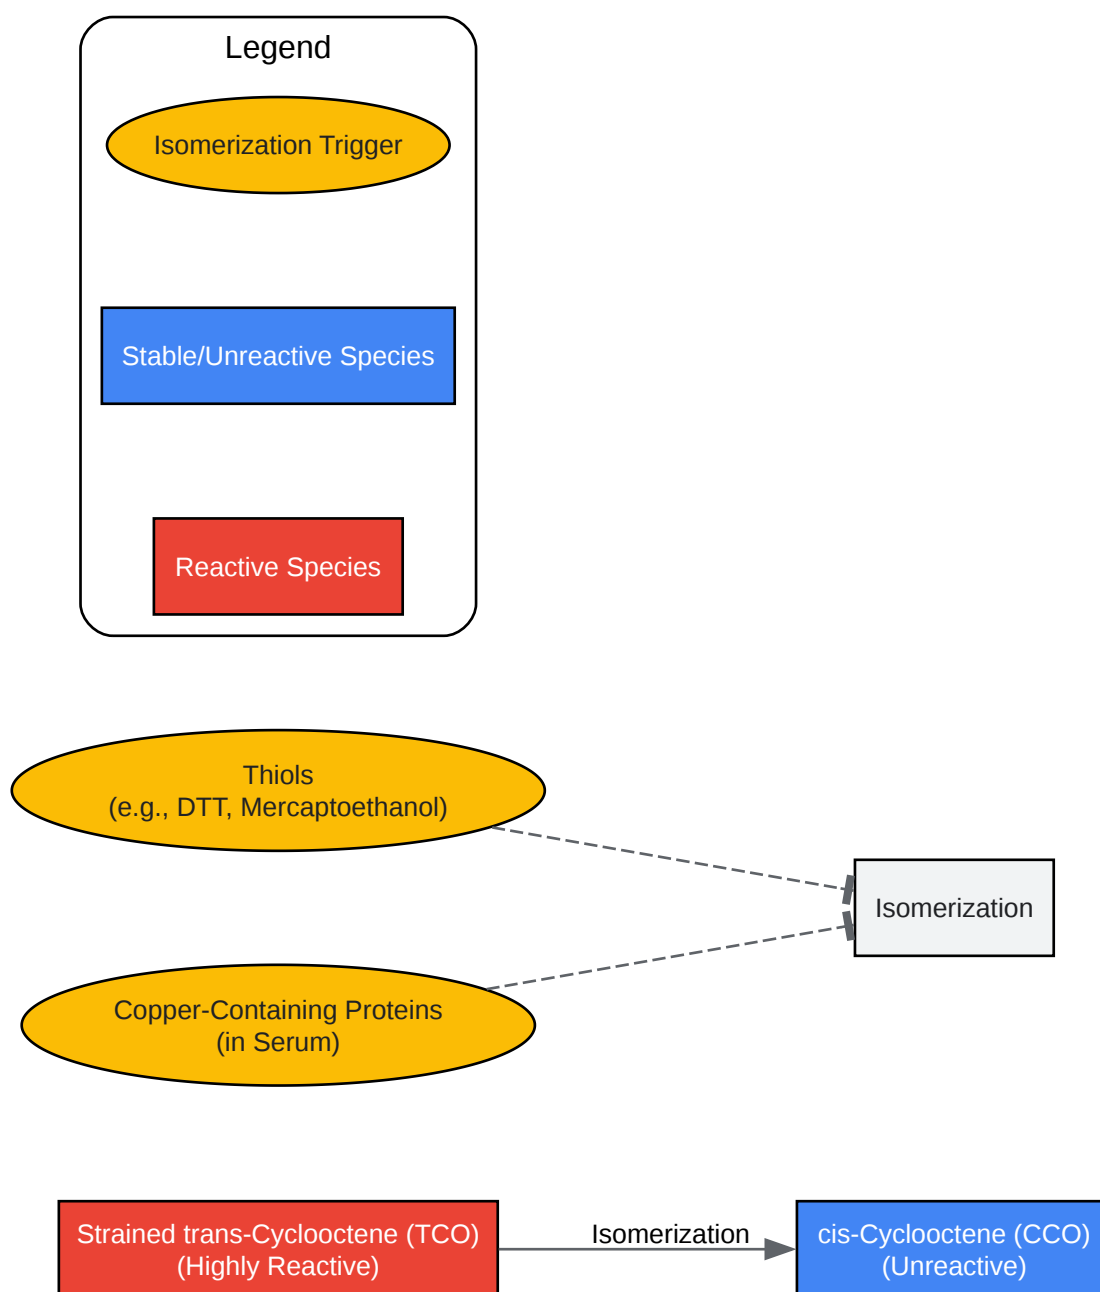 Legend
Isomerization Trigger
Stable/Unreactive Species
Reactive Species
Thiols
(e.g., DTT, Mercaptoethanol)
Isomerization
Copper-Containing Proteins
(in Serum)
Strained trans-Cyclooctene (TCO)
(Highly Reactive)
Isomerization
cis-Cyclooctene (CCO)
(Unreactive)